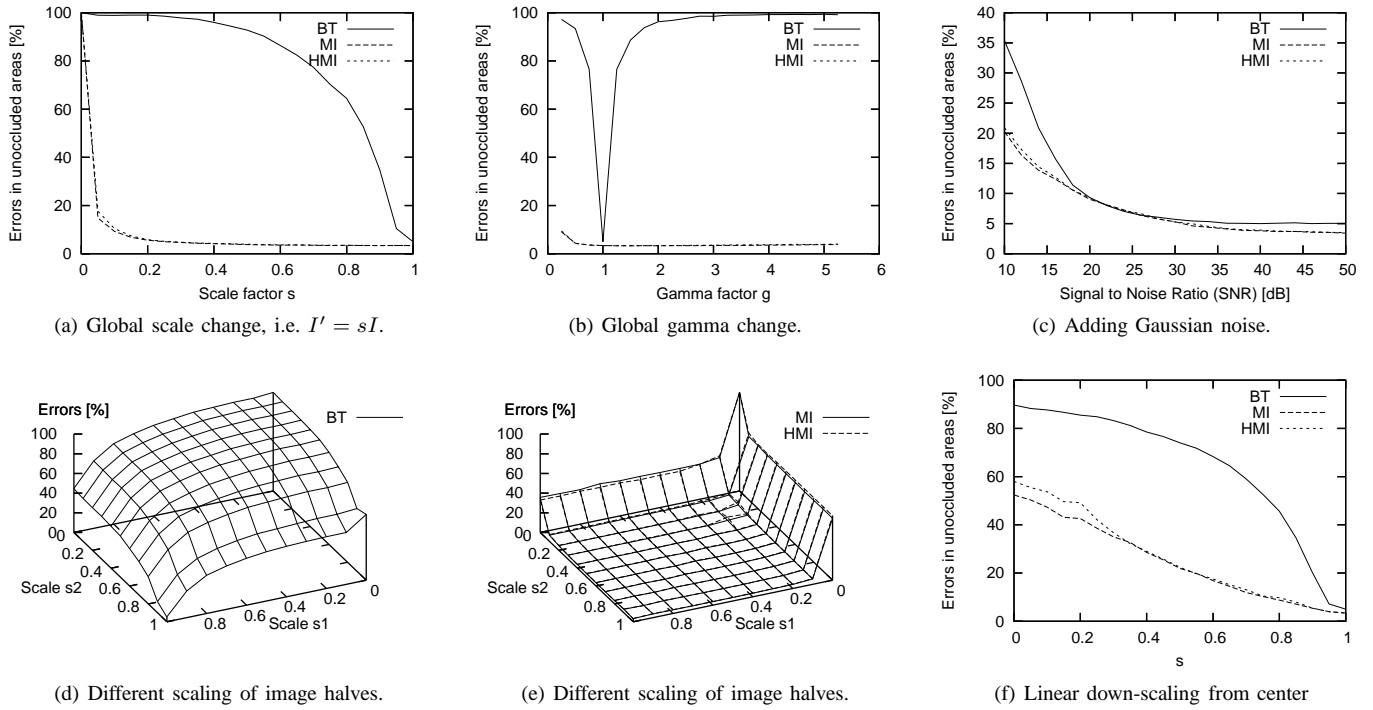 Errors in unoccluded areas [%]
100
80
60
40
20
0
BT
MI
HMI
0 0.2 0.4 0.6 0.8 1
Scale factor s
(a) Global scale change, i.e. I′ = sI.
Errors in unoccluded areas [%]
100
80
60
40
20
0
BT
MI
HMI
0 1 2 3 4 5 6
Gamma factor g
(b) Global gamma change.
Errors in unoccluded areas [%]
40
35
30
25
20
15
10
5
0
BT
MI
HMI
10 15 20 25 30 35 40 45 50
Signal to Noise Ratio (SNR) [dB]
(c) Adding Gaussian noise.
Errors [%]
BT
100
80
60
40
20
0
0
0.2
0.4
0.6
0.8
1
Scale s2
0.8
0.6
0.4
0.2
0
Scale s1
(d) Different scaling of image halves.
Errors [%]
MI
HMI
100
80
60
40
20
0
0
0.2
0.4
0.6
0.8
1
Scale s2
0.8
0.6
0.4
0.2
0
Scale s1
(e) Different scaling of image halves.
Errors in unoccluded areas [%]
100
80
60
40
20
0
BT
MI
HMI
0 0.2 0.4 0.6 0.8 1
s
(f) Linear down-scaling from center